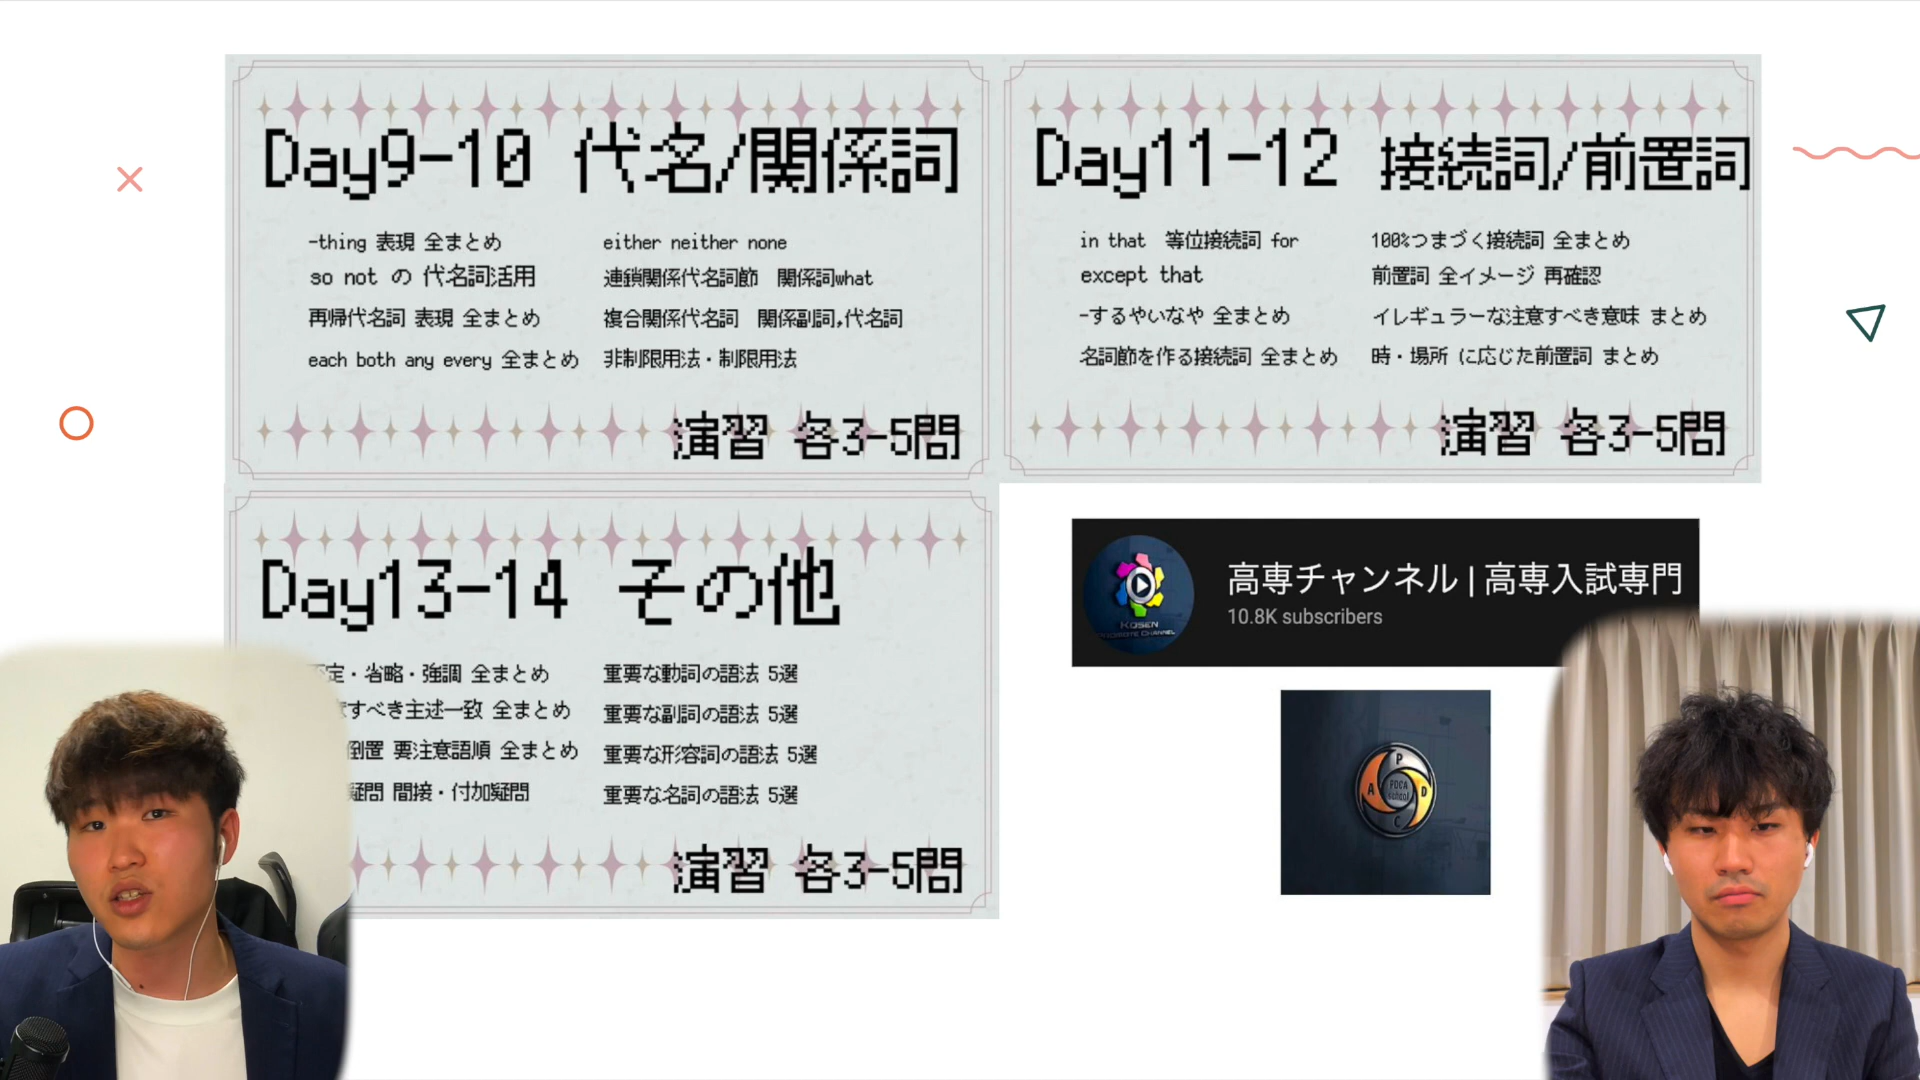 Day9-10 代名/関係詞
-thing 表現 全まとめ
so not の 代名詞活用
再帰代名詞 表現 全まとめ
each both any every 全まとめ
either neither none
連鎖関係代名詞節 関係詞what
複合関係代名詞 関係副詞,代名詞
非制限用法・制限用法
演習 各3-5問
Day11-12 接続詞/前置詞
in that 等位接続詞 for
except that
-するやいなや 全まとめ
名詞節を作る接続詞 全まとめ
100%つまづく接続詞 全まとめ
前置詞 全イメージ 再確認
イレギュラーな注意すべき意味 まとめ
時・場所 に応じた前置詞 まとめ
演習 各3-5問
Day13-14 その他
定・省略・強調 全まとめ
すべき主述一致 全まとめ
倒置 要注意語順 全まとめ
疑問 間接・付加疑問
重要な動詞の語法 5選
重要な副詞の語法 5選
重要な形容詞の語法 5選
重要な名詞の語法 5選
演習 各3-5問
高専チャンネル | 高専入試専門
10.8K subscribers
KOSEN
CHANNEL
P
A
PDCA
school
D
C